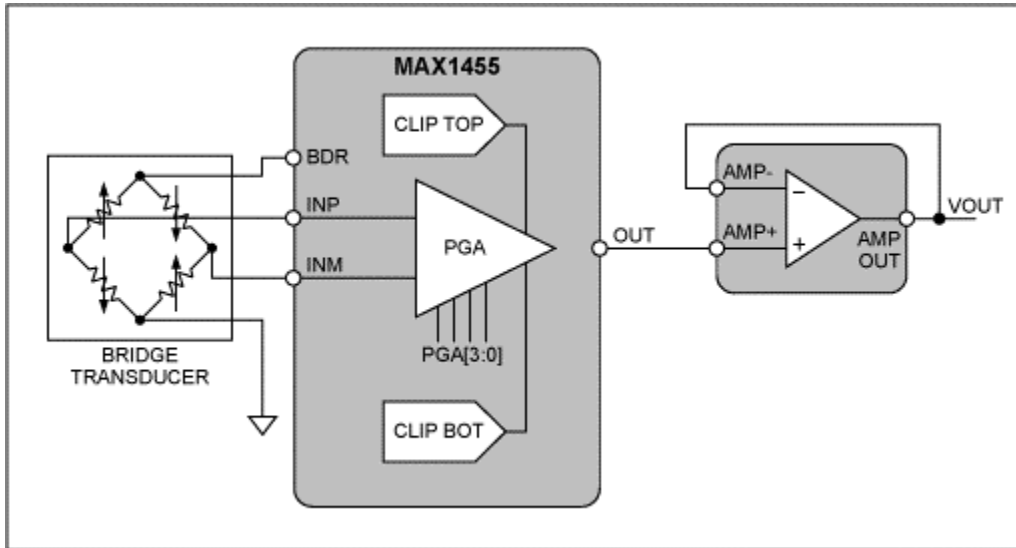 MAX1455
CLIP TOP
BDR
INP
INM
PGA
PGA[3:0]
CLIP BOT
OUT
BRIDGE
TRANSDUCER
AMP-
AMP+
−
+
AMP
OUT
VOUT